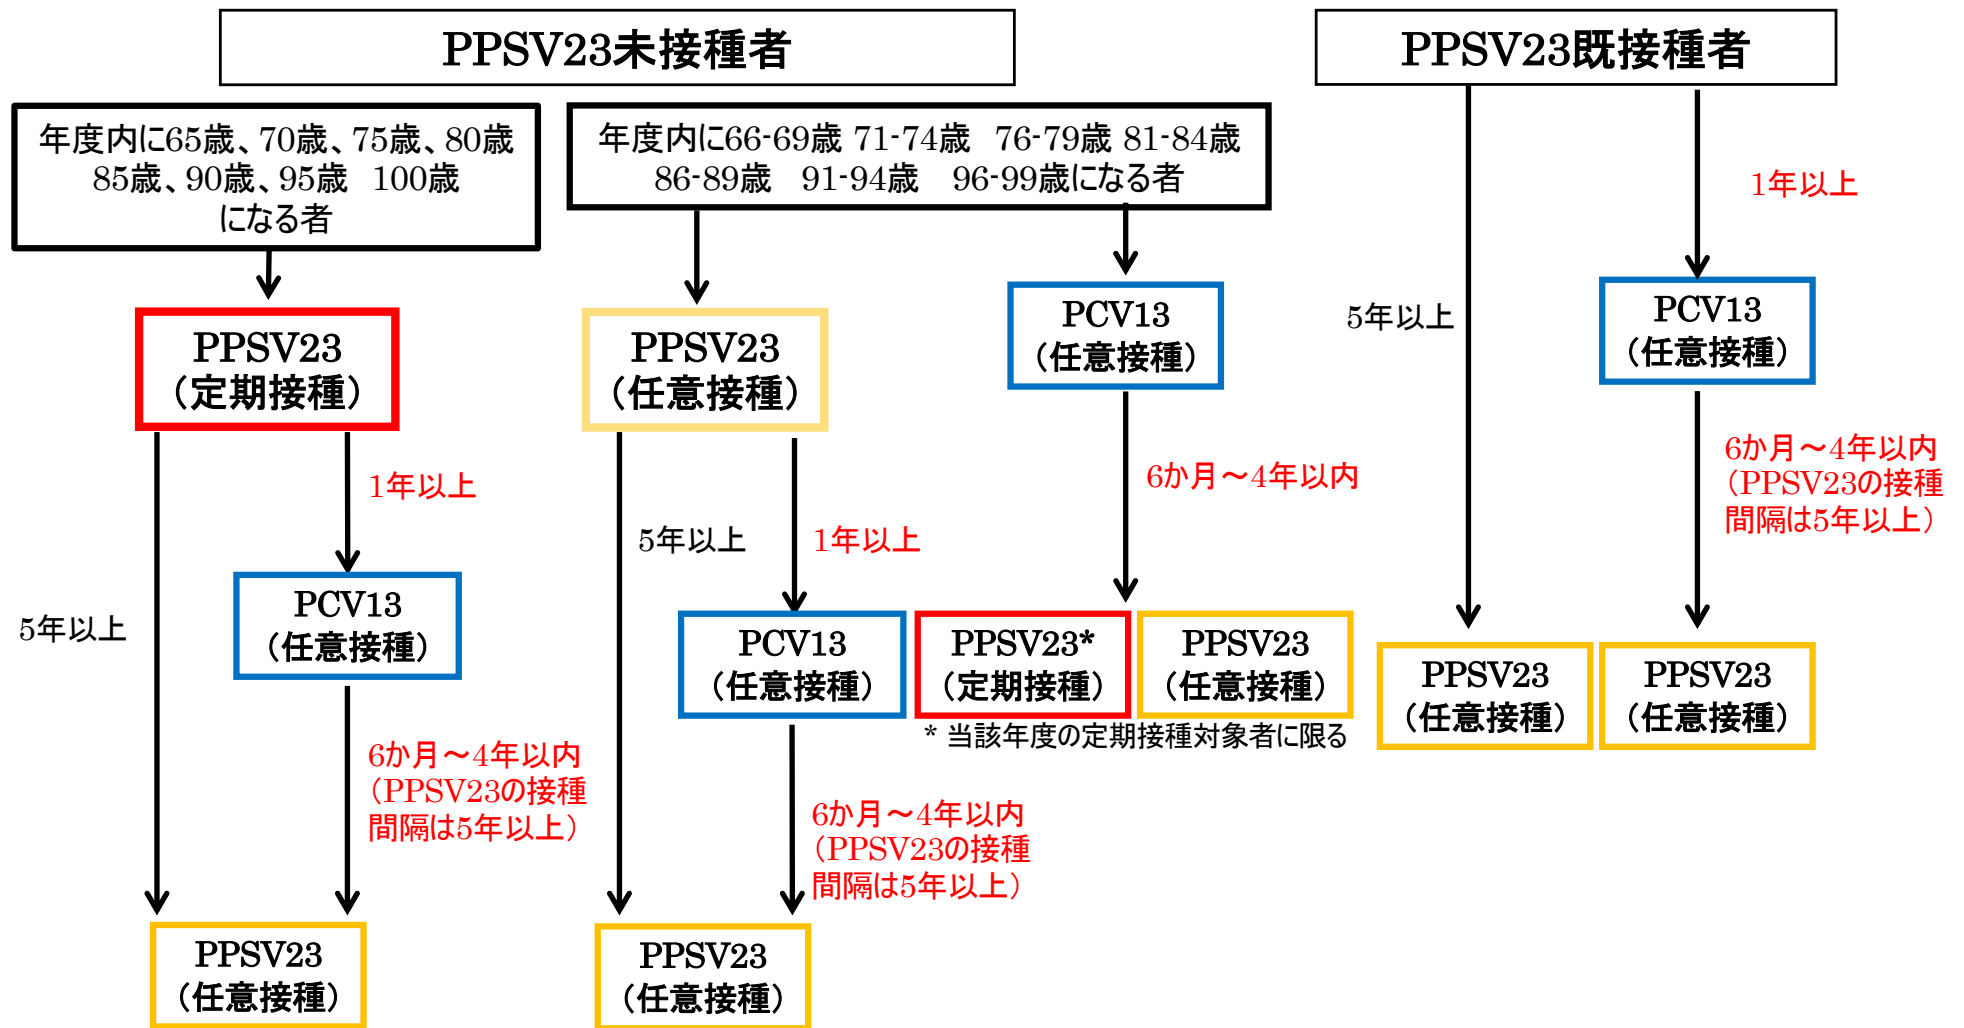 PPSV23未接種者
PPSV23既接種者
年度内に65歳、70歳、75歳、80歳
85歳、90歳、95歳 100歳
になる者
年度内に66-69歳 71-74歳 76-79歳 81-84歳
86-89歳 91-94歳 96-99歳になる者
1年以上
PPSV23
（定期接種）
PPSV23
（任意接種）
PCV13
（任意接種）
5年以上
PCV13
（任意接種）
1年以上
5年以上
1年以上
6か月～4年以内
6か月～4年以内
（PPSV23の接種
間隔は5年以上）
5年以上
PCV13
（任意接種）
PCV13
（任意接種）
PPSV23*
（定期接種）
PPSV23
（任意接種）
PPSV23
（任意接種）
PPSV23
（任意接種）
* 当該年度の定期接種対象者に限る
6か月～4年以内
（PPSV23の接種
間隔は5年以上）
6か月～4年以内
（PPSV23の接種
間隔は5年以上）
PPSV23
（任意接種）
PPSV23
（任意接種）